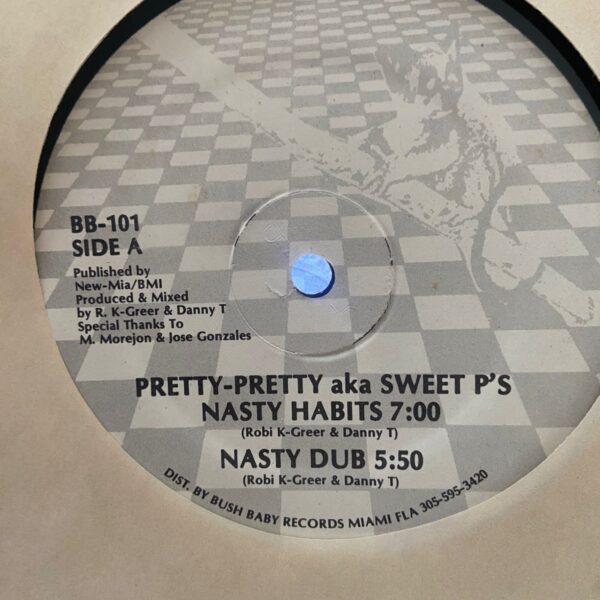 BB-101
SIDE A
Published by
New-Mia/BMI
Produced & Mixed
by R. K-Greer & Danny T
Special Thanks To
M. Morejon & Jose Gonzales
PRETTY-PRETTY aka SWEET P'S
NASTY HABITS 7:00
(Robi K-Greer & Danny T)
NASTY DUB 5:50
(Robi K-Greer & Danny T)
DIST. BY BUSH BABY RECORDS MIAMI FLA 305-595-3420